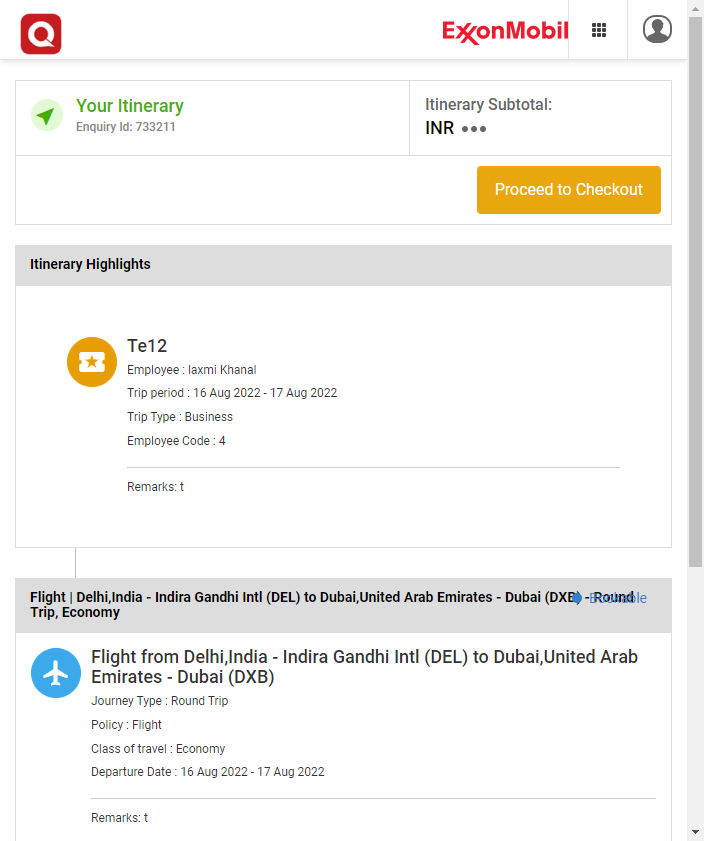 ExxonMobil
Your Itinerary
Enquiry Id: 733211
Itinerary Subtotal:
INR •••
Proceed to Checkout
Itinerary Highlights
Te12
Employee : laxmi Khanal
Trip period : 16 Aug 2022 - 17 Aug 2022
Trip Type : Business
Employee Code : 4
Remarks: t
Flight | Delhi,India - Indira Gandhi Intl (DEL) to Dubai,United Arab Emirates - Dubai (DXB) - Round
Bookable
Trip, Economy
Flight from Delhi,India - Indira Gandhi Intl (DEL) to Dubai,United Arab
Emirates - Dubai (DXB)
Journey Type : Round Trip
Policy : Flight
Class of travel : Economy
Departure Date : 16 Aug 2022 - 17 Aug 2022
Remarks: t